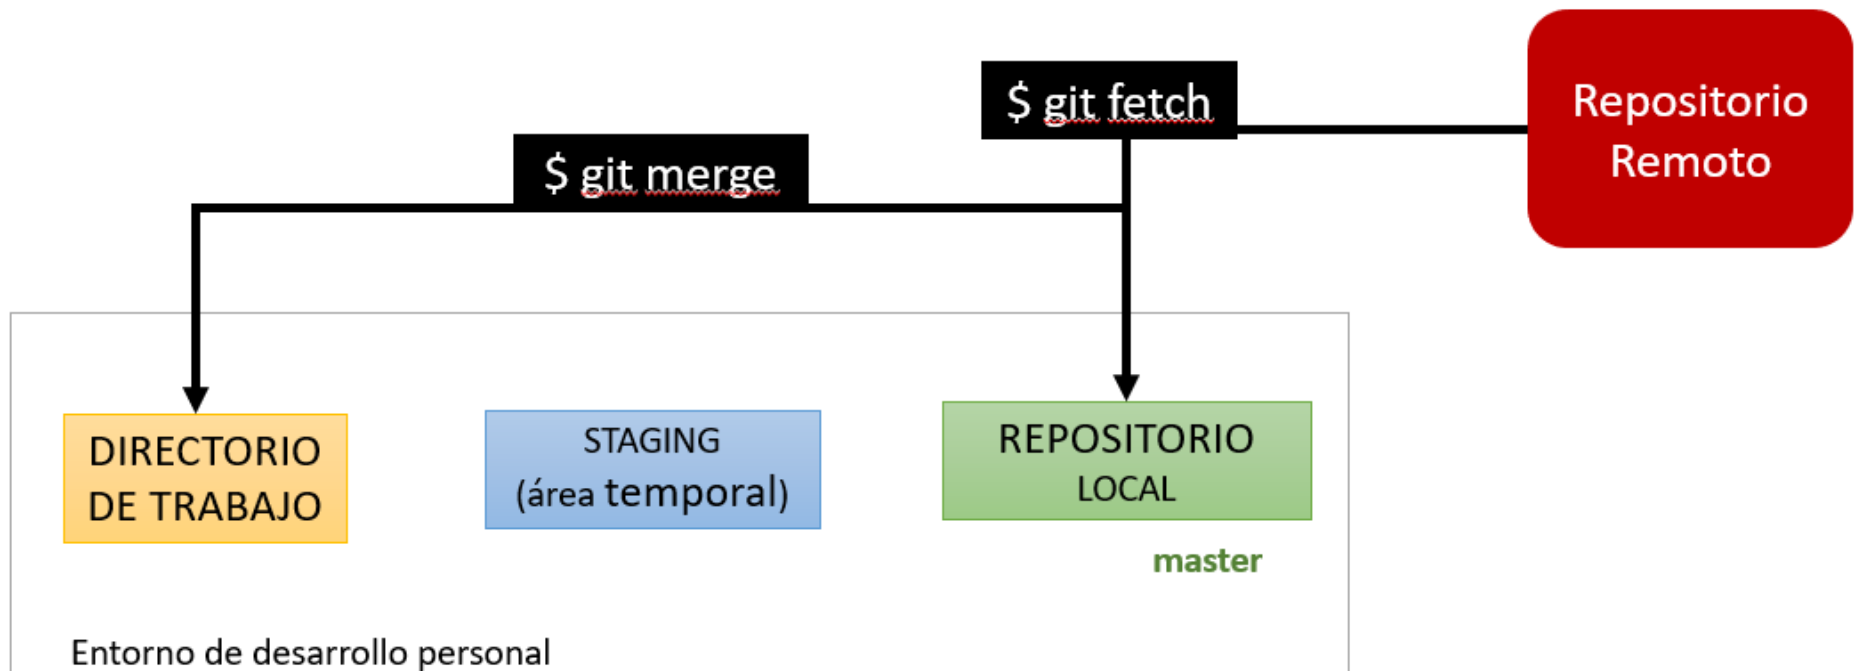 $ git fetch
Repositorio
Remoto
$ git merge
DIRECTORIO
DE TRABAJO
STAGING
(área temporal)
REPOSITORIO
LOCAL
master
Entorno de desarrollo personal